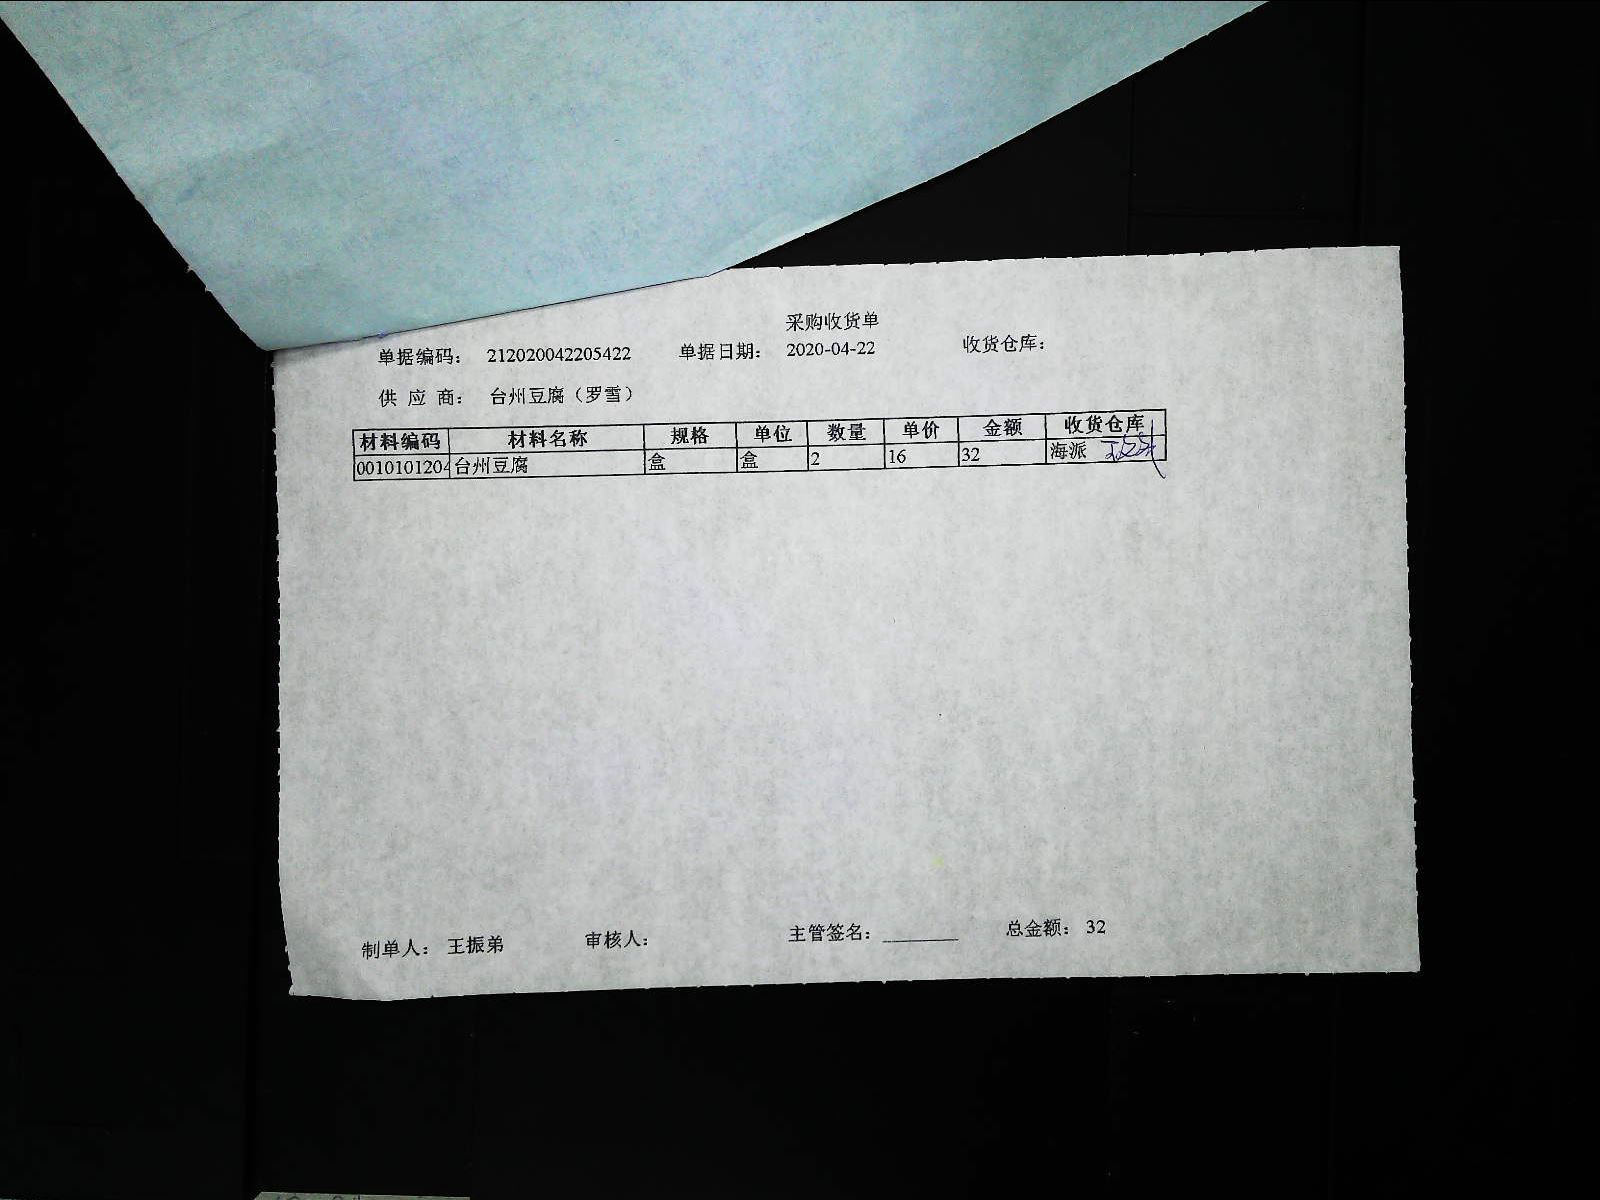 采购收货单
单据编码： 212020042205422 单据日期： 2020-04-22 收货仓库：
供 应 商： 台州豆腐（罗雪）
材料编码 材料名称 规格 单位 数量 单价 金额 收货仓库
0010101204 台州豆腐 盒 盒 2 16 32 海派
制单人： 王振弟 审核人： 主管签名： 总金额： 32